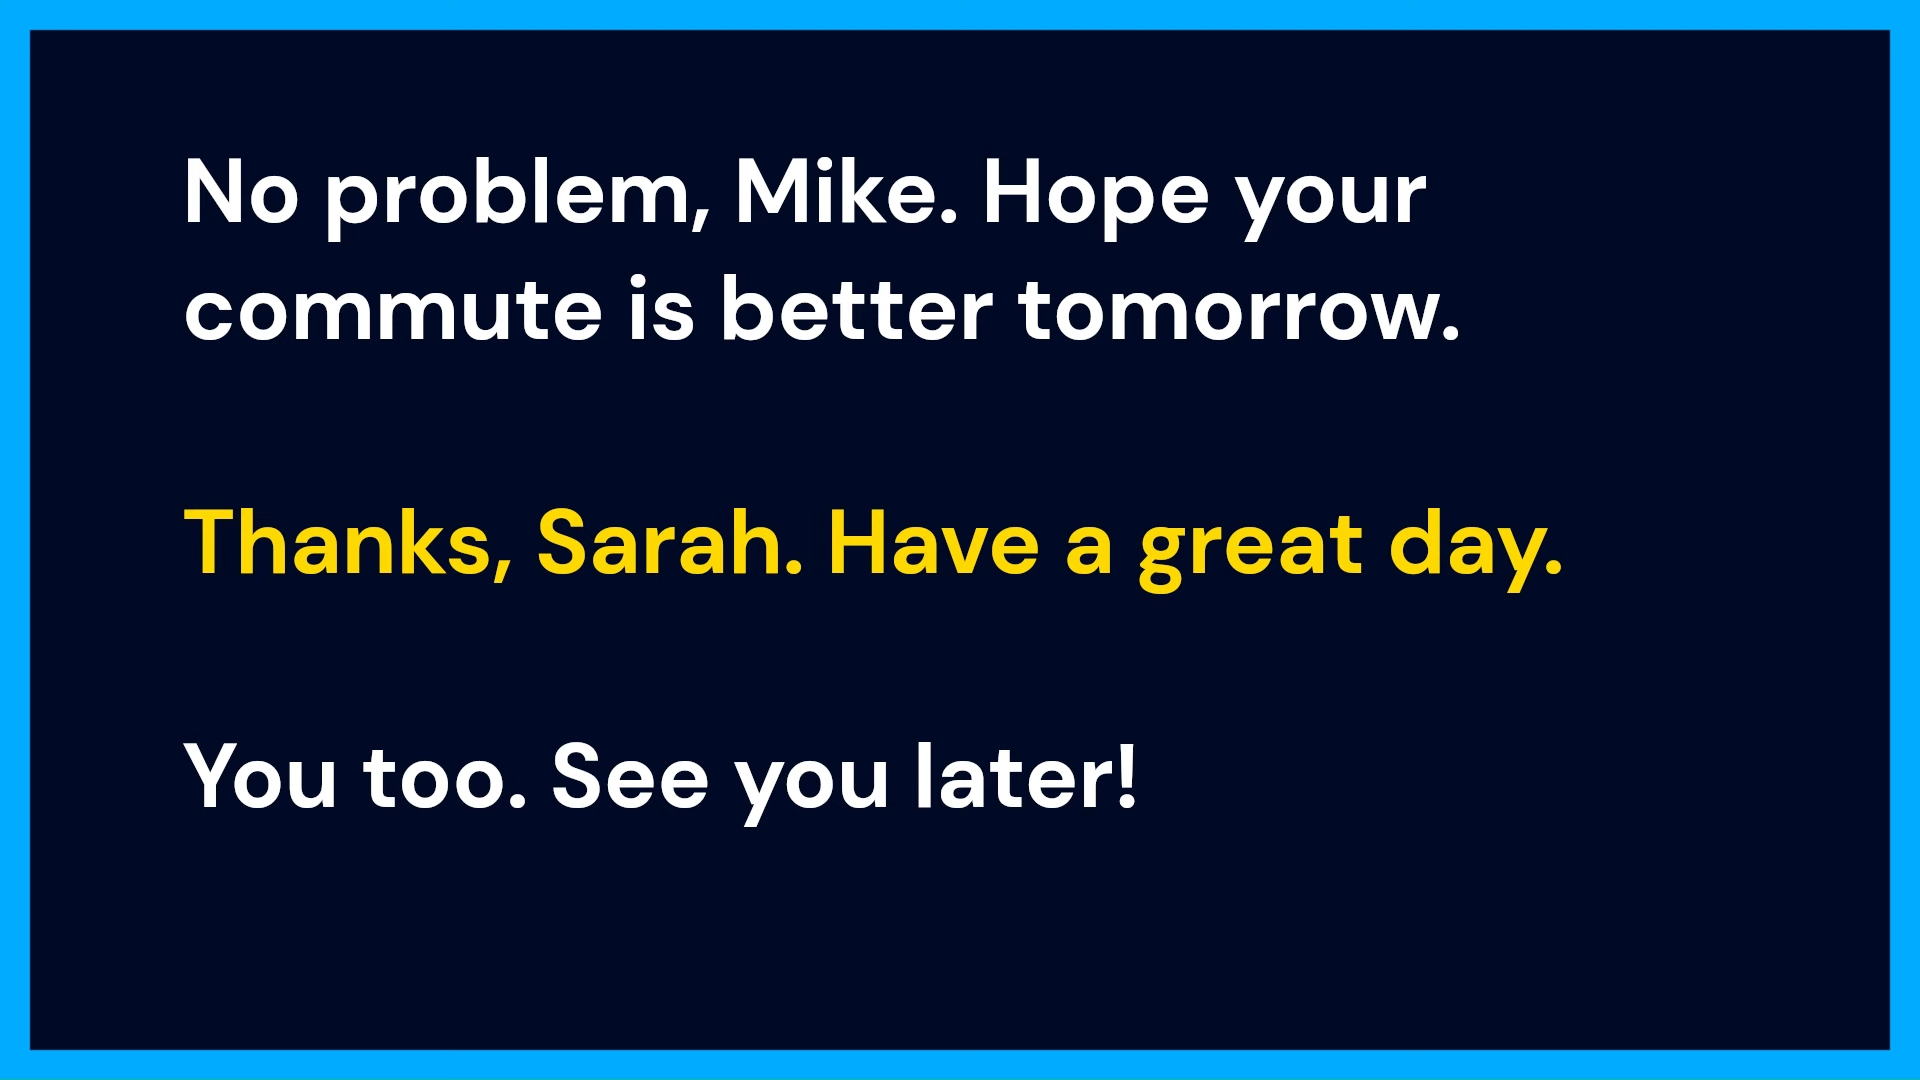 No problem, Mike. Hope your
commute is better tomorrow.
Thanks, Sarah. Have a great day.
You too. See you later!